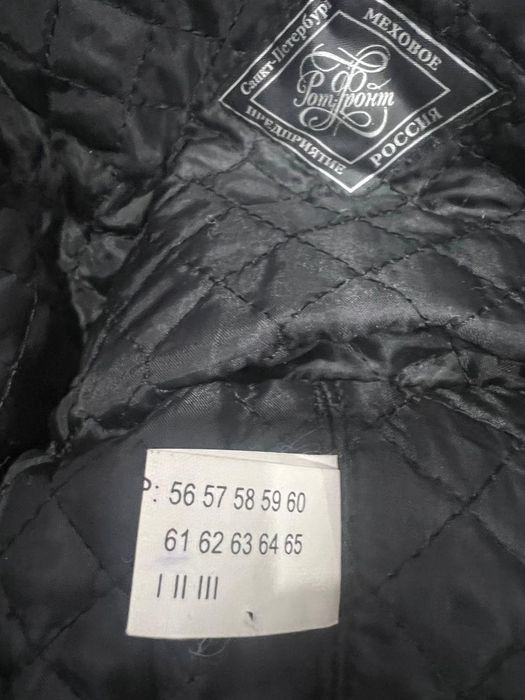 Санкт-Петербург
МЕХОВОЕ
Рот-фронт
ПРЕДПРИЯТИЕ
РОССИЯ
Р: 56 57 58 59 60
61 62 63 64 65
I II III